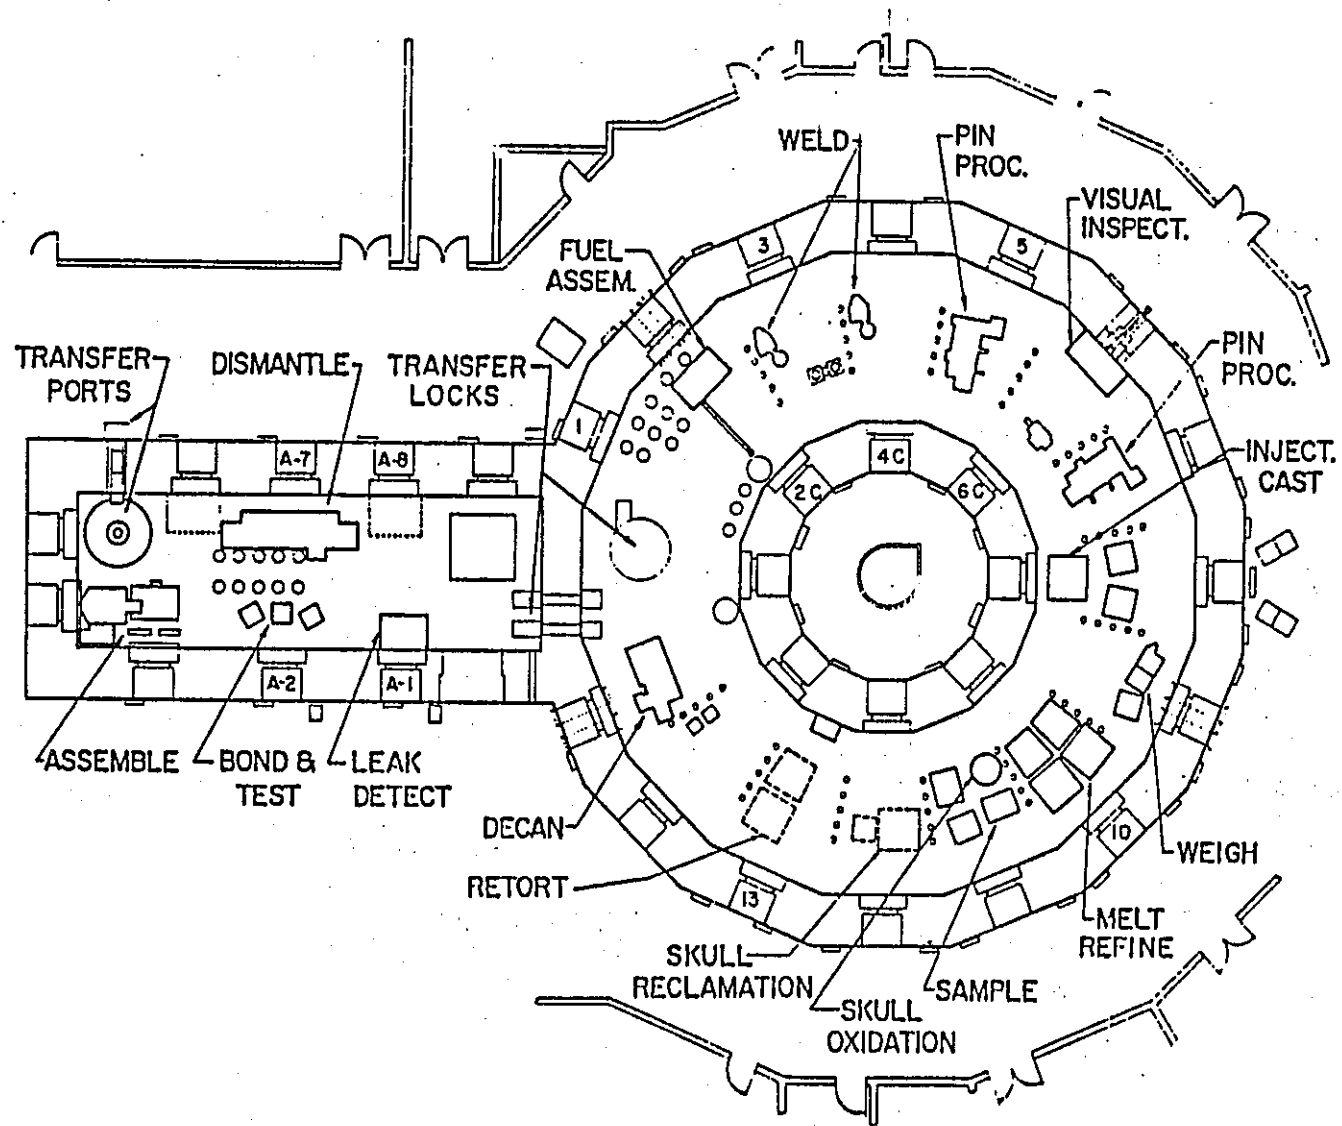 WELD
PIN
PROC.
VISUAL
INSPECT.
FUEL
ASSEM.
3
5
TRANSFER
PORTS
DISMANTLE
TRANSFER
LOCKS
PIN
PROC.
1
A-7
A-8
4C
2C
6C
INJECT.
CAST
A-2
A-1
ASSEMBLE
BOND &
TEST
LEAK
DETECT
DECAN
RETORT
13
10
WEIGH
MELT
REFINE
SKULL
RECLAMATION
SAMPLE
SKULL
OXIDATION